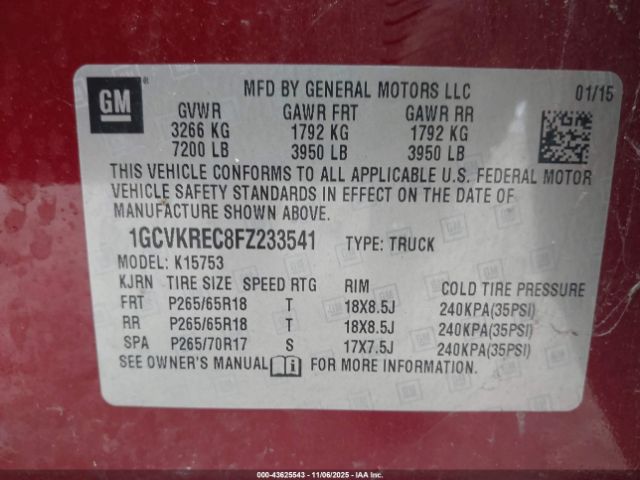 GM
MFD BY GENERAL MOTORS LLC 01/15
GVWR GAWR FRT GAWR RR
3266 KG 1792 KG 1792 KG
7200 LB 3950 LB 3950 LB
THIS VEHICLE CONFORMS TO ALL APPLICABLE U.S. FEDERAL MOTOR
VEHICLE SAFETY STANDARDS IN EFFECT ON THE DATE OF
MANUFACTURE SHOWN ABOVE.
1GCVKREC8FZ233541 TYPE: TRUCK
MODEL: K15753
KJRN TIRE SIZE SPEED RTG RIM COLD TIRE PRESSURE
FRT P265/65R18 T 18X8.5J 240KPA(35PSI)
RR P265/65R18 T 18X8.5J 240KPA(35PSI)
SPA P265/70R17 S 17X7.5J 240KPA(35PSI)
SEE OWNER'S MANUAL FOR MORE INFORMATION.
000-43625543 - 11/06/2025 - IAA Inc.